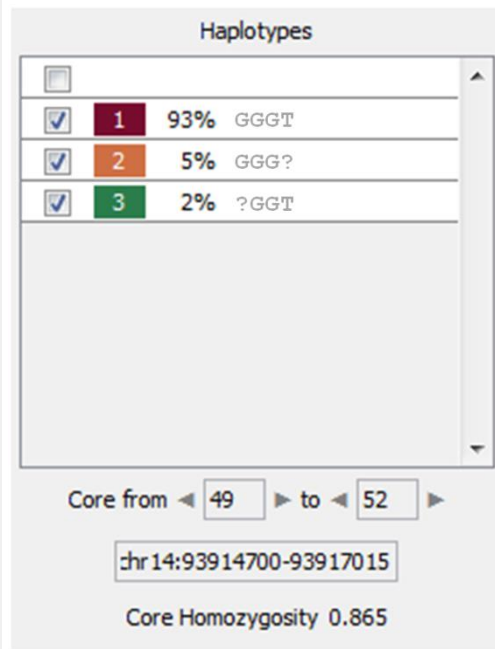 Haplotypes
1 93% GGGT
2 5% GGG?
3 2% ?GGT
Core from 49 to 52
chr14:93914700-93917015
Core Homozygosity 0.865